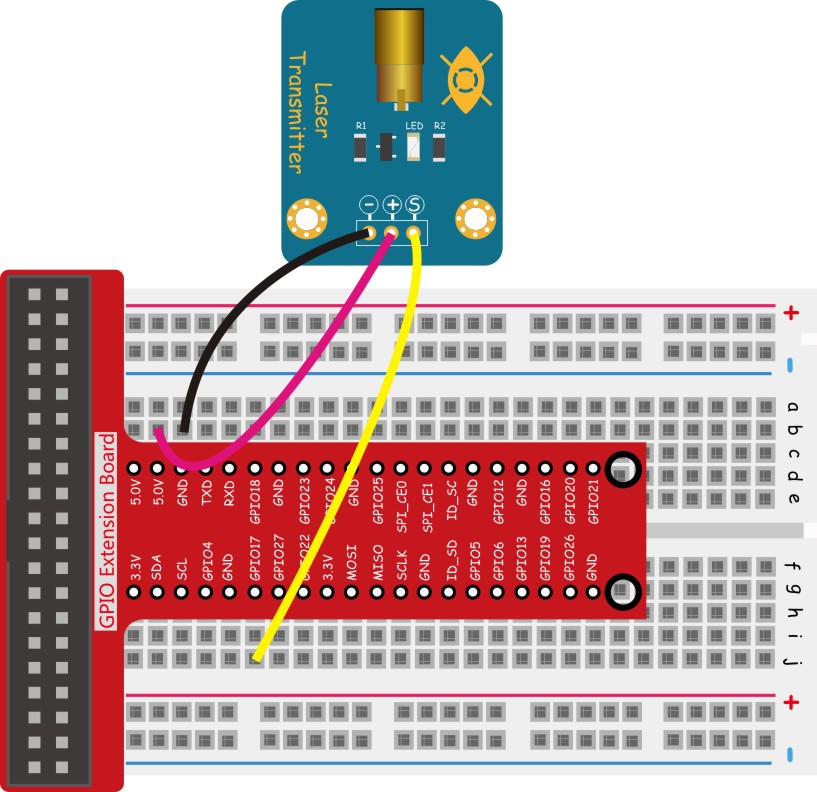 Laser
Transmitter
R1
LED
R2
- + S
+
-
a
b
c
d
e
GPIO Extension Board
5.0V 5.0V GND TXD RXD GPIO18 GND GPIO23 GPIO24 GND GPIO25 SPI_CE0 SPI_CE1 ID_SC GND GPIO12 GND GPIO16 GPIO20 GPIO21
3.3V SDA SCL GPIO4 GND GPIO17 GPIO27 GPIO22 3.3V MOSI MISO SCLK GND ID_SD GPIO5 GPIO6 GPIO13 GPIO19 GPIO26 GND
f
g
h
i
j
+
-